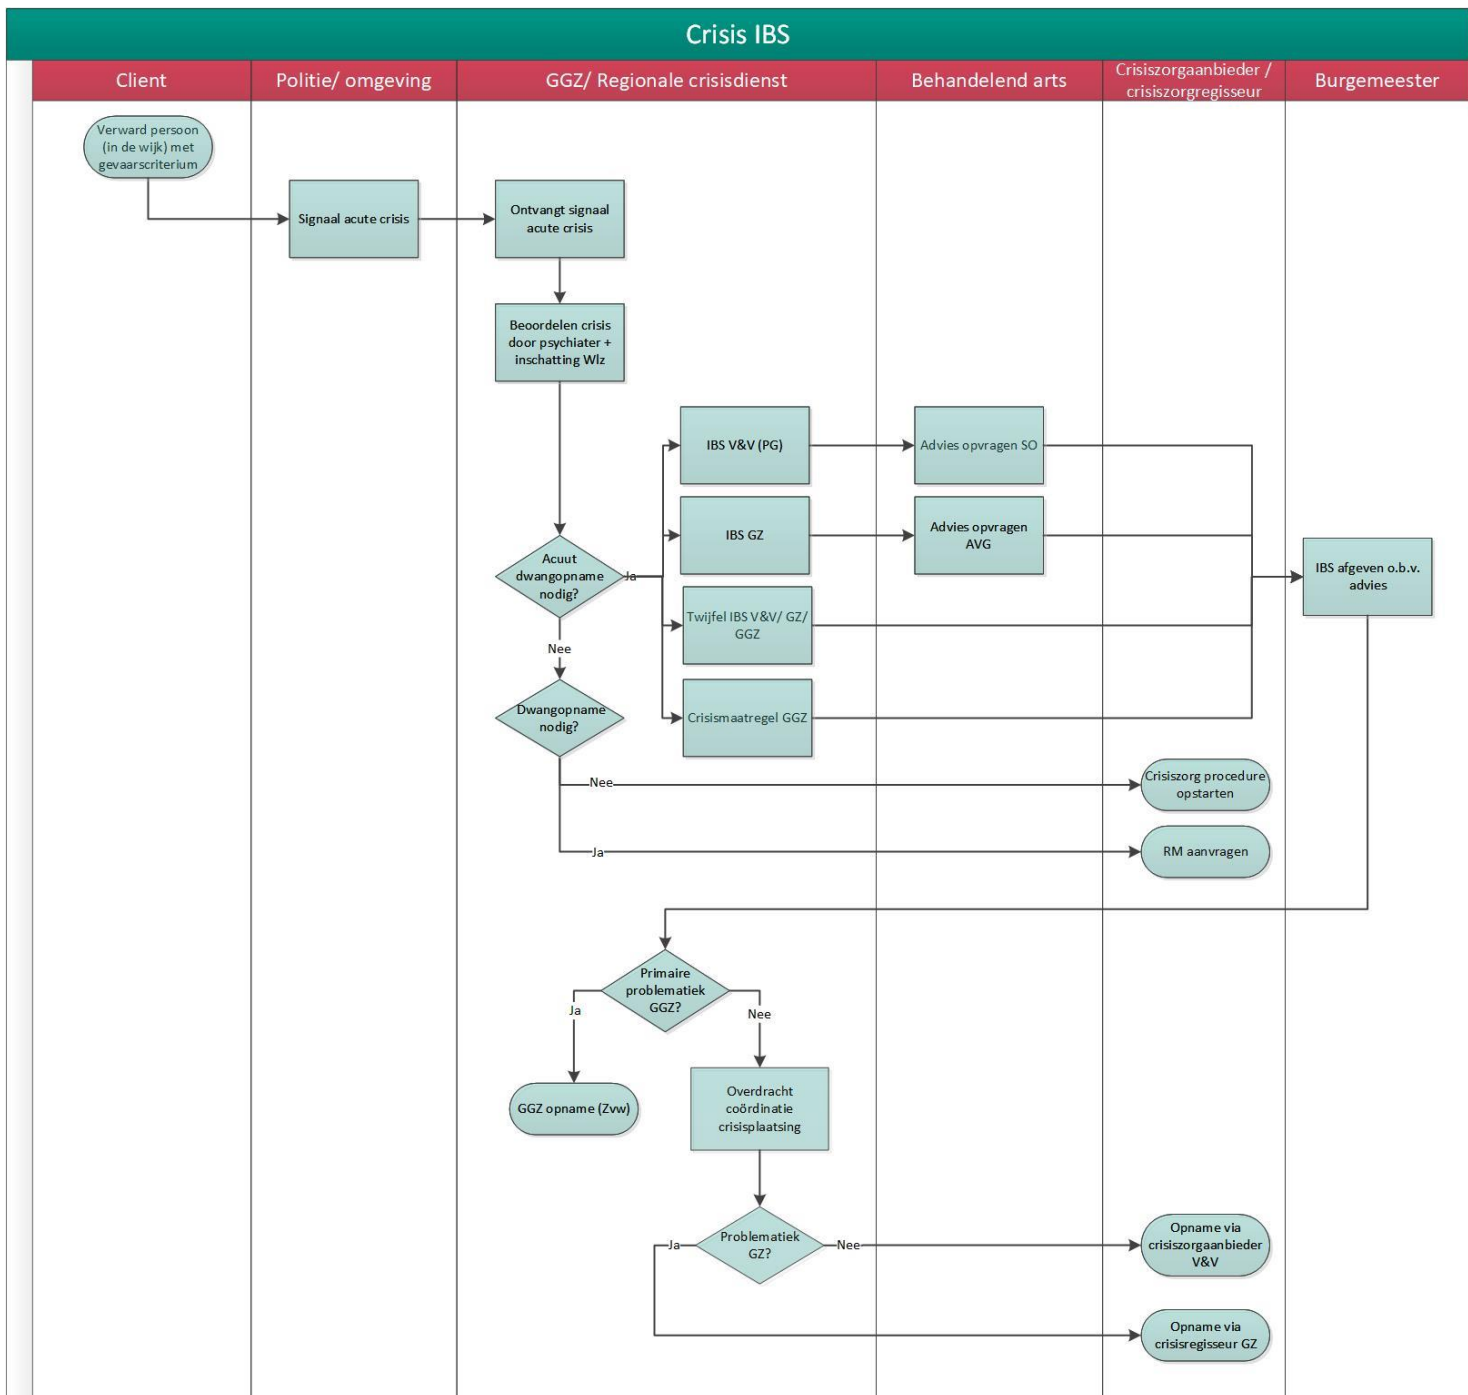 Crisis IBS
Client
Politie/ omgeving
GGZ/ Regionale crisisdienst
Behandelend arts
Crisiszorgaanbieder /
crisiszorgregisseur
Burgemeester
Verward persoon
(in de wijk) met
gevaarscriterium
Signaal acute crisis
Ontvangt signaal
acute crisis
Beoordelen crisis
door psychiater +
inschatting Wlz
IBS V&V (PG)
Advies opvragen SO
IBS GZ
Advies opvragen
AVG
Acuut
dwangopname
nodig?
Ja
IBS afgeven o.b.v.
advies
Twijfel IBS V&V/ GZ/
GGZ
Nee
Dwangopname
nodig?
Crisismaatregel GGZ
Nee
Crisiszorg procedure
opstarten
Ja
RM aanvragen
Primaire
problematiek
GGZ?
Ja
Nee
GGZ opname (Zvw)
Overdracht
coördinatie
crisisplaatsing
Problematiek
GZ?
Ja
Nee
Opname via
crisiszorgaanbieder
V&V
Opname via
crisisregisseur GZ